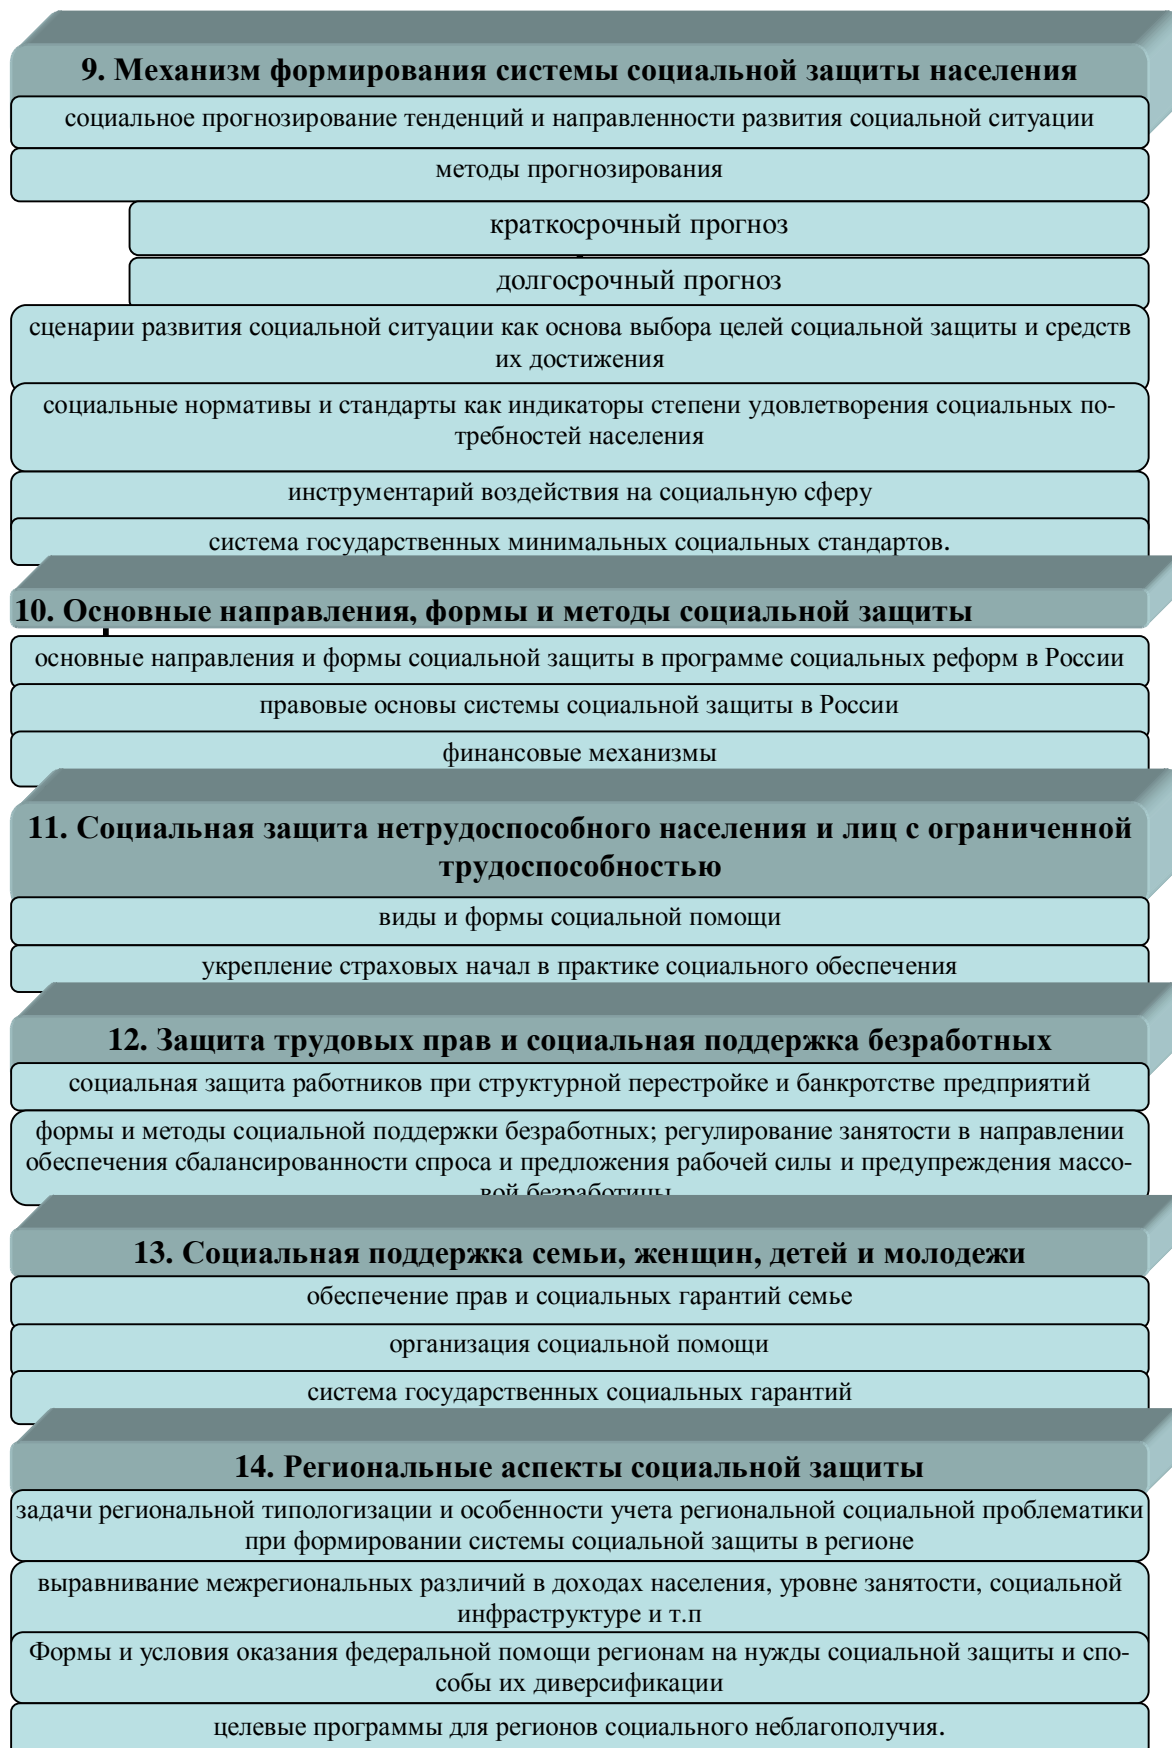 9. Механизм формирования системы социальной защиты населения
социальное прогнозирование тенденций и направленности развития социальной ситуации
методы прогнозирования
краткосрочный прогноз
долгосрочный прогноз
сценарии развития социальной ситуации как основа выбора целей социальной защиты и средств
их достижения
социальные нормативы и стандарты как индикаторы степени удовлетворения социальных по-
требностей населения
инструментарий воздействия на социальную сферу
система государственных минимальных социальных стандартов.
10. Основные направления, формы и методы социальной защиты
основные направления и формы социальной защиты в программе социальных реформ в России
правовые основы системы социальной защиты в России
финансовые механизмы
11. Социальная защита нетрудоспособного населения и лиц с ограниченной
трудоспособностью
виды и формы социальной помощи
укрепление страховых начал в практике социального обеспечения
12. Защита трудовых прав и социальная поддержка безработных
социальная защита работников при структурной перестройке и банкротстве предприятий
формы и методы социальной поддержки безработных; регулирование занятости в направлении
обеспечения сбалансированности спроса и предложения рабочей силы и предупреждения массо-
вой безработицы
13. Социальная поддержка семьи, женщин, детей и молодежи
обеспечение прав и социальных гарантий семье
организация социальной помощи
система государственных социальных гарантий
14. Региональные аспекты социальной защиты
задачи региональной типологизации и особенности учета региональной социальной проблематики
при формировании системы социальной защиты в регионе
выравнивание межрегиональных различий в доходах населения, уровне занятости, социальной
инфраструктуре и т.п
Формы и условия оказания федеральной помощи регионам на нужды социальной защиты и спо-
собы их диверсификации
целевые программы для регионов социального неблагополучия.